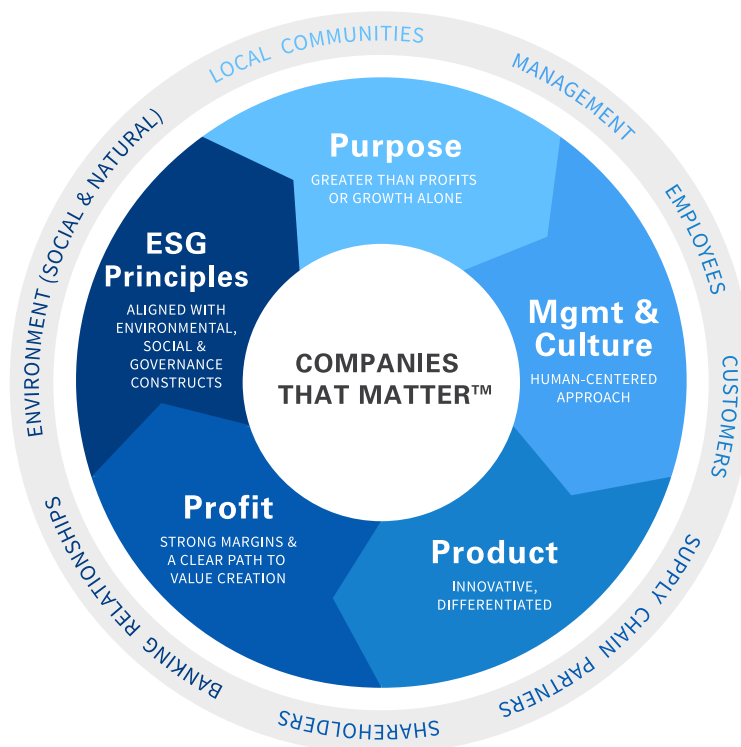 LOCAL COMMUNITIES
MANAGEMENT
EMPLOYEES
CUSTOMERS
SUPPLY CHAIN PARTNERS
SHAREHOLDERS
BANKING RELATIONSHIPS
ENVIRONMENT (SOCIAL & NATURAL)
Purpose
GREATER THAN PROFITS
OR GROWTH ALONE
Mgmt &
Culture
HUMAN-CENTERED
APPROACH
Product
INNOVATIVE,
DIFFERENTIATED
Profit
STRONG MARGINS &
A CLEAR PATH TO
VALUE CREATION
ESG
Principles
ALIGNED WITH
ENVIRONMENTAL,
SOCIAL &
GOVERNANCE
CONSTRUCTS
COMPANIES
THAT MATTER™